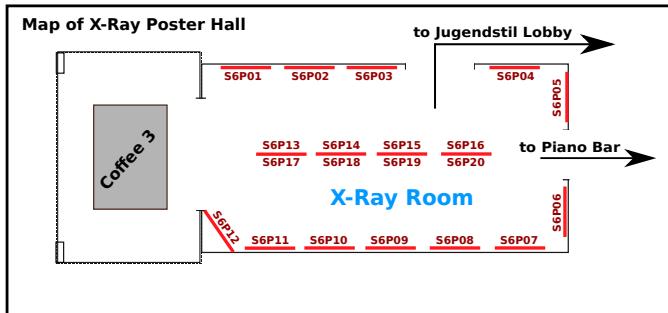 Map of X-Ray Poster Hall
to Jugendstil Lobby
S6P01 S6P02 S6P03 S6P04
S6P05
Coffee 3
S6P13 S6P14 S6P15 S6P16
S6P17 S6P18 S6P19 S6P20
to Piano Bar
X-Ray Room
S6P06
S6P12
S6P11 S6P10 S6P09 S6P08 S6P07